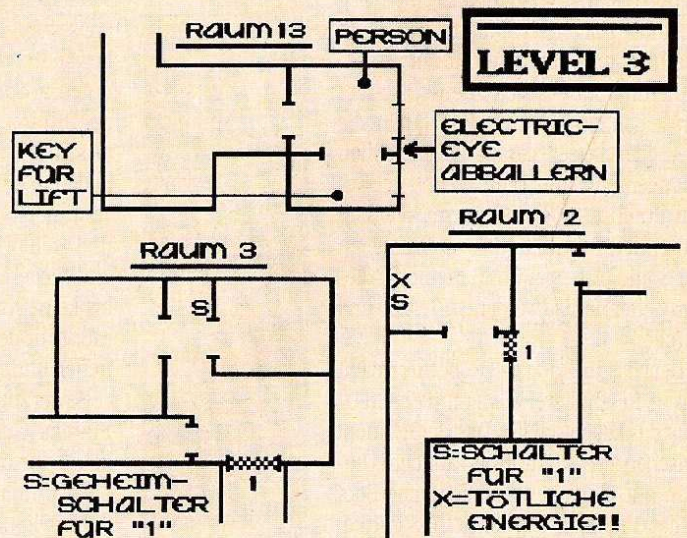 RAUM 13
PERSON
LEVEL 3
KEY
FÜR
LIFT
ELECTRIC-
EYE
ABBALLERN
RAUM 3
S
1
S=GEHEIM-
SCHALTER
FÜR "1"
RAUM 2
X
S
1
S=SCHALTER
FÜR "1"
X=TÖTLICHE
ENERGIE!!